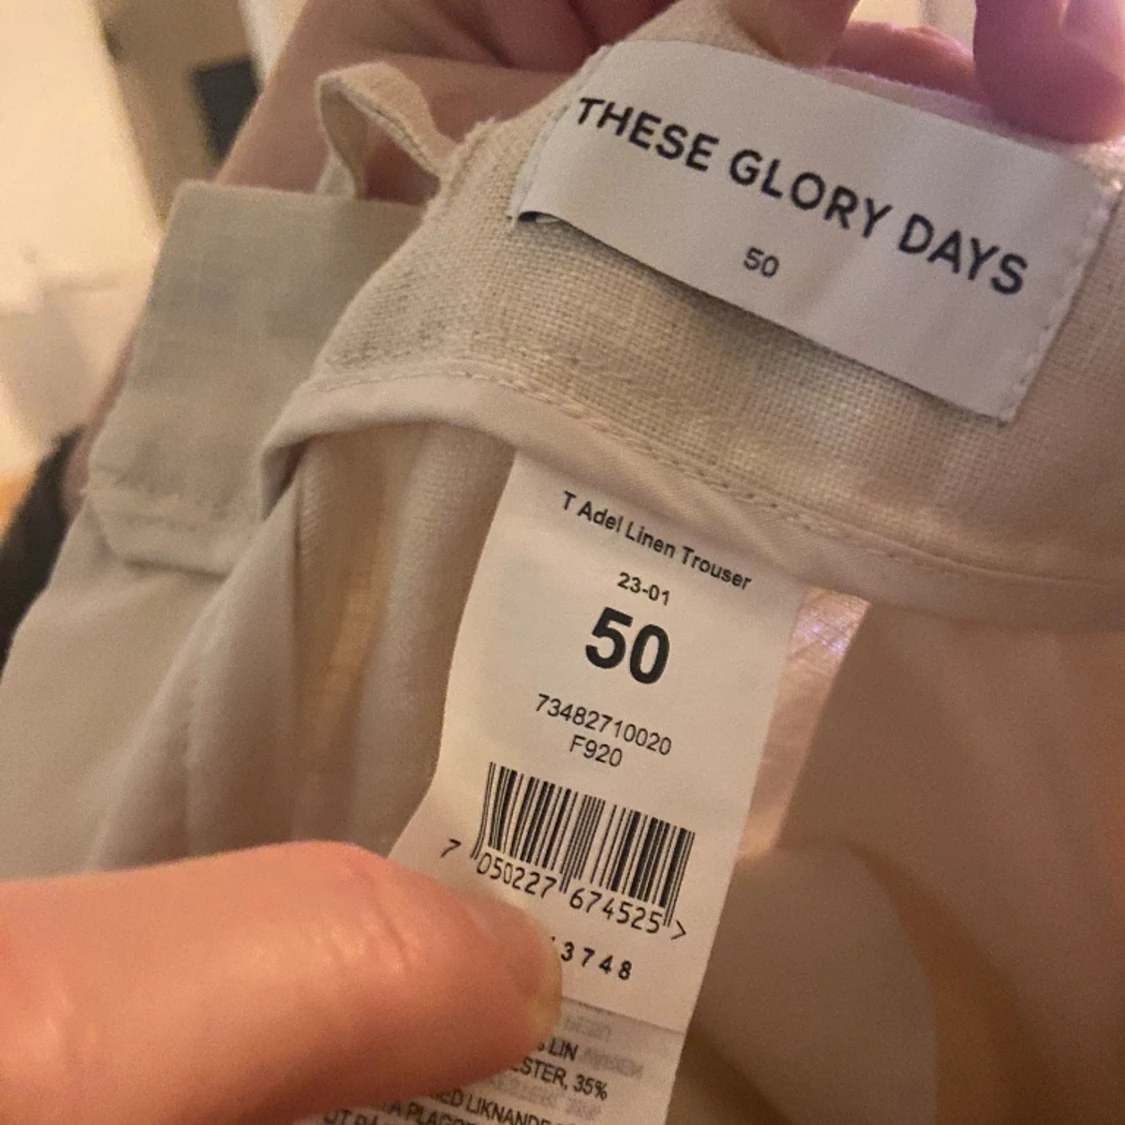 THESE GLORY DAYS
50
T Adel Linen Trouser
23-01
50
73482710020
F920
7 050227 674525 >
3748
LIN
ESTER, 35%
LIKNANDE